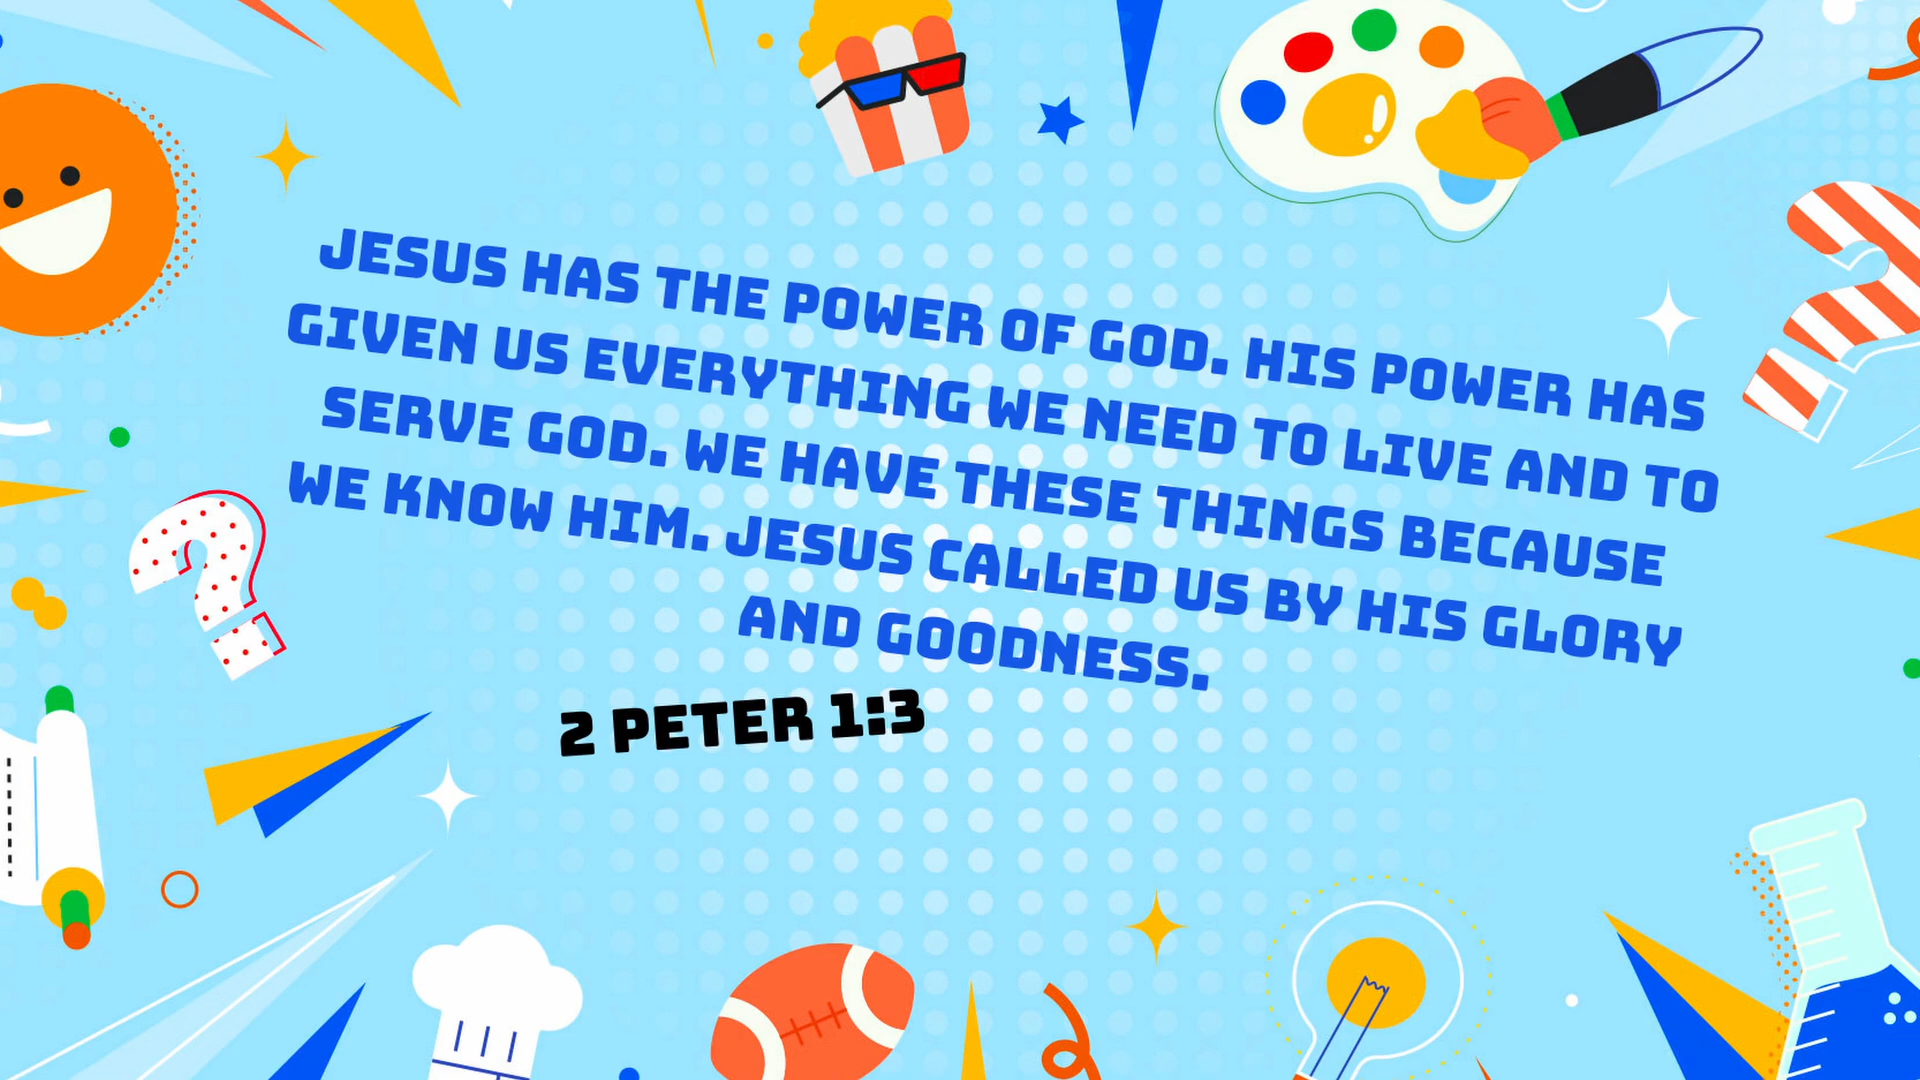 JESUS HAS THE POWER OF GOD. HIS POWER HAS
GIVEN US EVERYTHING WE NEED TO LIVE AND TO
SERVE GOD. WE HAVE THESE THINGS BECAUSE
WE KNOW HIM. JESUS CALLED US BY HIS GLORY
AND GOODNESS.
2 PETER 1:3